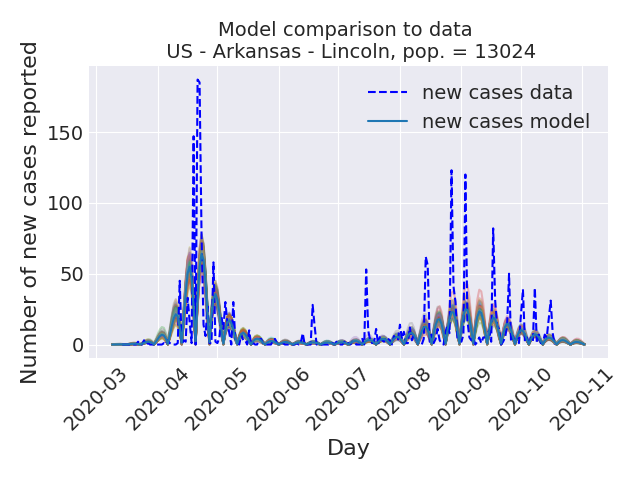 Model comparison to data
US - Arkansas - Lincoln, pop. = 13024
Number of new cases reported
new cases data
new cases model
150
100
50
0
2020-03
2020-04
2020-05
2020-06
2020-07
2020-08
2020-09
2020-10
2020-11
Day